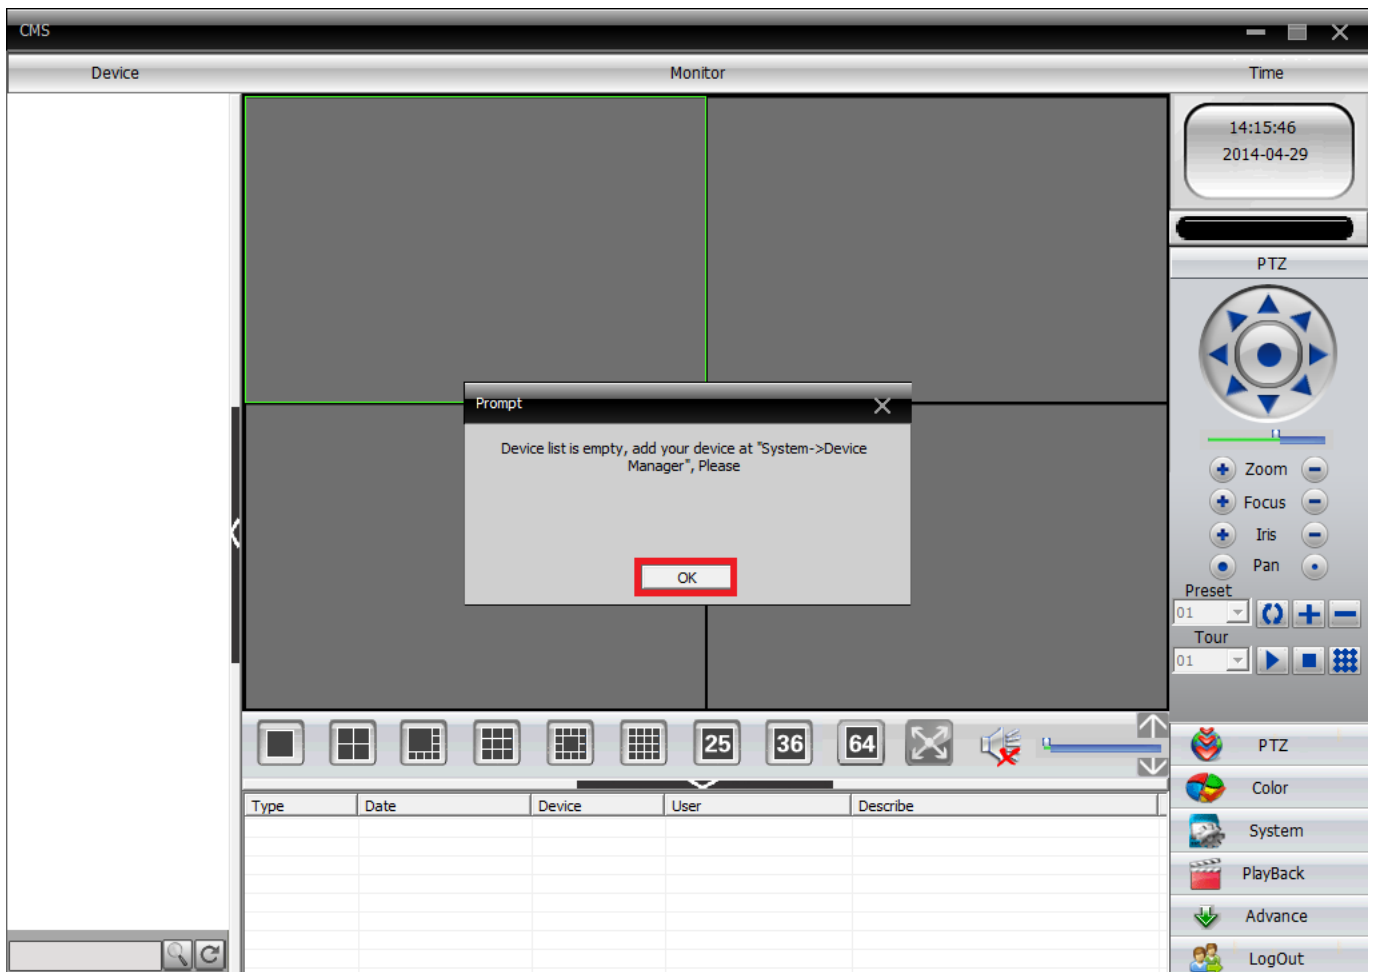 CMS
Device
Monitor
Time
14:15:46
2014-04-29
PTZ
Prompt
Device list is empty, add your device at "System->Device
Manager", Please
OK
Zoom
Focus
Iris
Pan
Preset
01
Tour
01
25
36
64
PTZ
Color
System
PlayBack
Advance
LogOut
Type
Date
Device
User
Describe